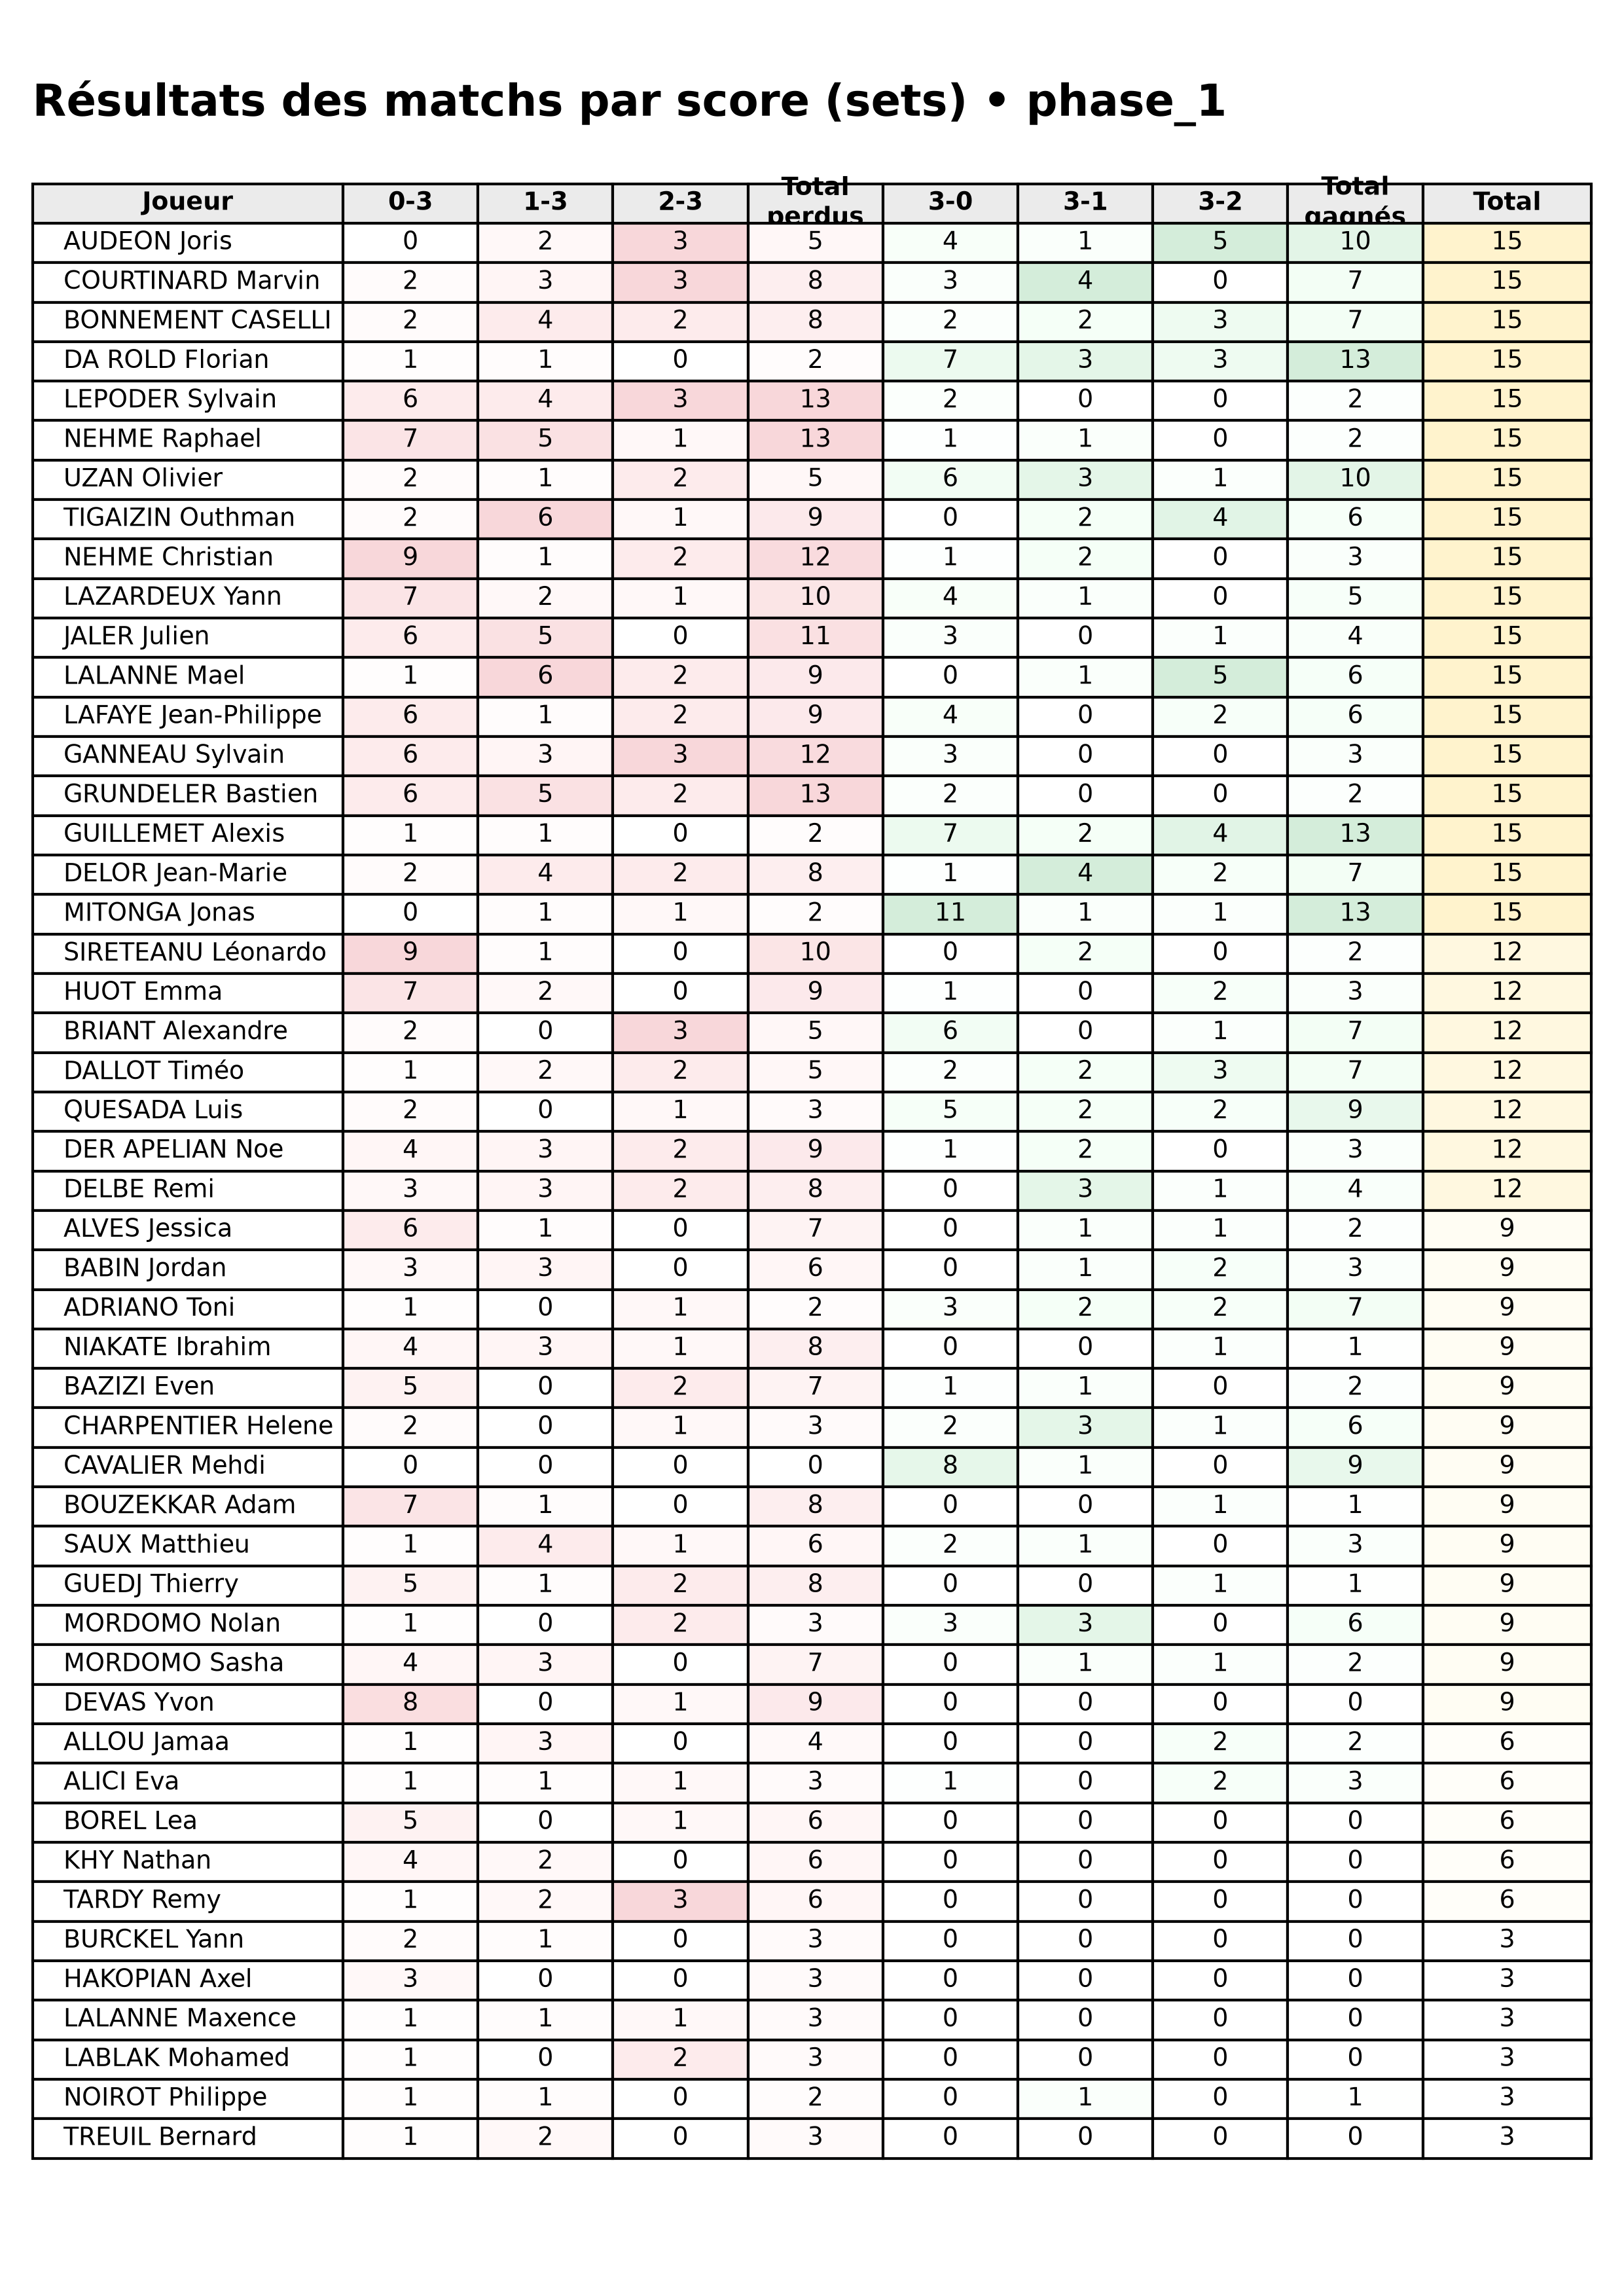 Résultats des matchs par score (sets) • phase_1
Joueur 0-3 1-3 2-3 Total perdus 3-0 3-1 3-2 Total gagnés Total
AUDEON Joris 0 2 3 5 4 1 5 10 15
COURTINARD Marvin 2 3 3 8 3 4 0 7 15
BONNEMENT CASELLI 2 4 2 8 2 2 3 7 15
DA ROLD Florian 1 1 0 2 7 3 3 13 15
LEPODER Sylvain 6 4 3 13 2 0 0 2 15
NEHME Raphael 7 5 1 13 1 1 0 2 15
UZAN Olivier 2 1 2 5 6 3 1 10 15
TIGAIZIN Outhman 2 6 1 9 0 2 4 6 15
NEHME Christian 9 1 2 12 1 2 0 3 15
LAZARDEUX Yann 7 2 1 10 4 1 0 5 15
JALER Julien 6 5 0 11 3 0 1 4 15
LALANNE Mael 1 6 2 9 0 1 5 6 15
LAFAYE Jean-Philippe 6 1 2 9 4 0 2 6 15
GANNEAU Sylvain 6 3 3 12 3 0 0 3 15
GRUNDELER Bastien 6 5 2 13 2 0 0 2 15
GUILLEMET Alexis 1 1 0 2 7 2 4 13 15
DELOR Jean-Marie 2 4 2 8 1 4 2 7 15
MITONGA Jonas 0 1 1 2 11 1 1 13 15
SIRETEANU Léonardo 9 1 0 10 0 2 0 2 12
HUOT Emma 7 2 0 9 1 0 2 3 12
BRIANT Alexandre 2 0 3 5 6 0 1 7 12
DALLOT Timéo 1 2 2 5 2 2 3 7 12
QUESADA Luis 2 0 1 3 5 2 2 9 12
DER APELIAN Noe 4 3 2 9 1 2 0 3 12
DELBE Remi 3 3 2 8 0 3 1 4 12
ALVES Jessica 6 1 0 7 0 1 1 2 9
BABIN Jordan 3 3 0 6 0 1 2 3 9
ADRIANO Toni 1 0 1 2 3 2 2 7 9
NIAKATE Ibrahim 4 3 1 8 0 0 1 1 9
BAZIZI Even 5 0 2 7 1 1 0 2 9
CHARPENTIER Helene 2 0 1 3 2 3 1 6 9
CAVALIER Mehdi 0 0 0 0 8 1 0 9 9
BOUZEKKAR Adam 7 1 0 8 0 0 1 1 9
SAUX Matthieu 1 4 1 6 2 1 0 3 9
GUEDJ Thierry 5 1 2 8 0 0 1 1 9
MORDOMO Nolan 1 0 2 3 3 3 0 6 9
MORDOMO Sasha 4 3 0 7 0 1 1 2 9
DEVAS Yvon 8 0 1 9 0 0 0 0 9
ALLOU Jamaa 1 3 0 4 0 0 2 2 6
ALICI Eva 1 1 1 3 1 0 2 3 6
BOREL Lea 5 0 1 6 0 0 0 0 6
KHY Nathan 4 2 0 6 0 0 0 0 6
TARDY Remy 1 2 3 6 0 0 0 0 6
BURCKEL Yann 2 1 0 3 0 0 0 0 3
HAKOPIAN Axel 3 0 0 3 0 0 0 0 3
LALANNE Maxence 1 1 1 3 0 0 0 0 3
LABLAK Mohamed 1 0 2 3 0 0 0 0 3
NOIROT Philippe 1 1 0 2 0 1 0 1 3
TREUIL Bernard 1 2 0 3 0 0 0 0 3